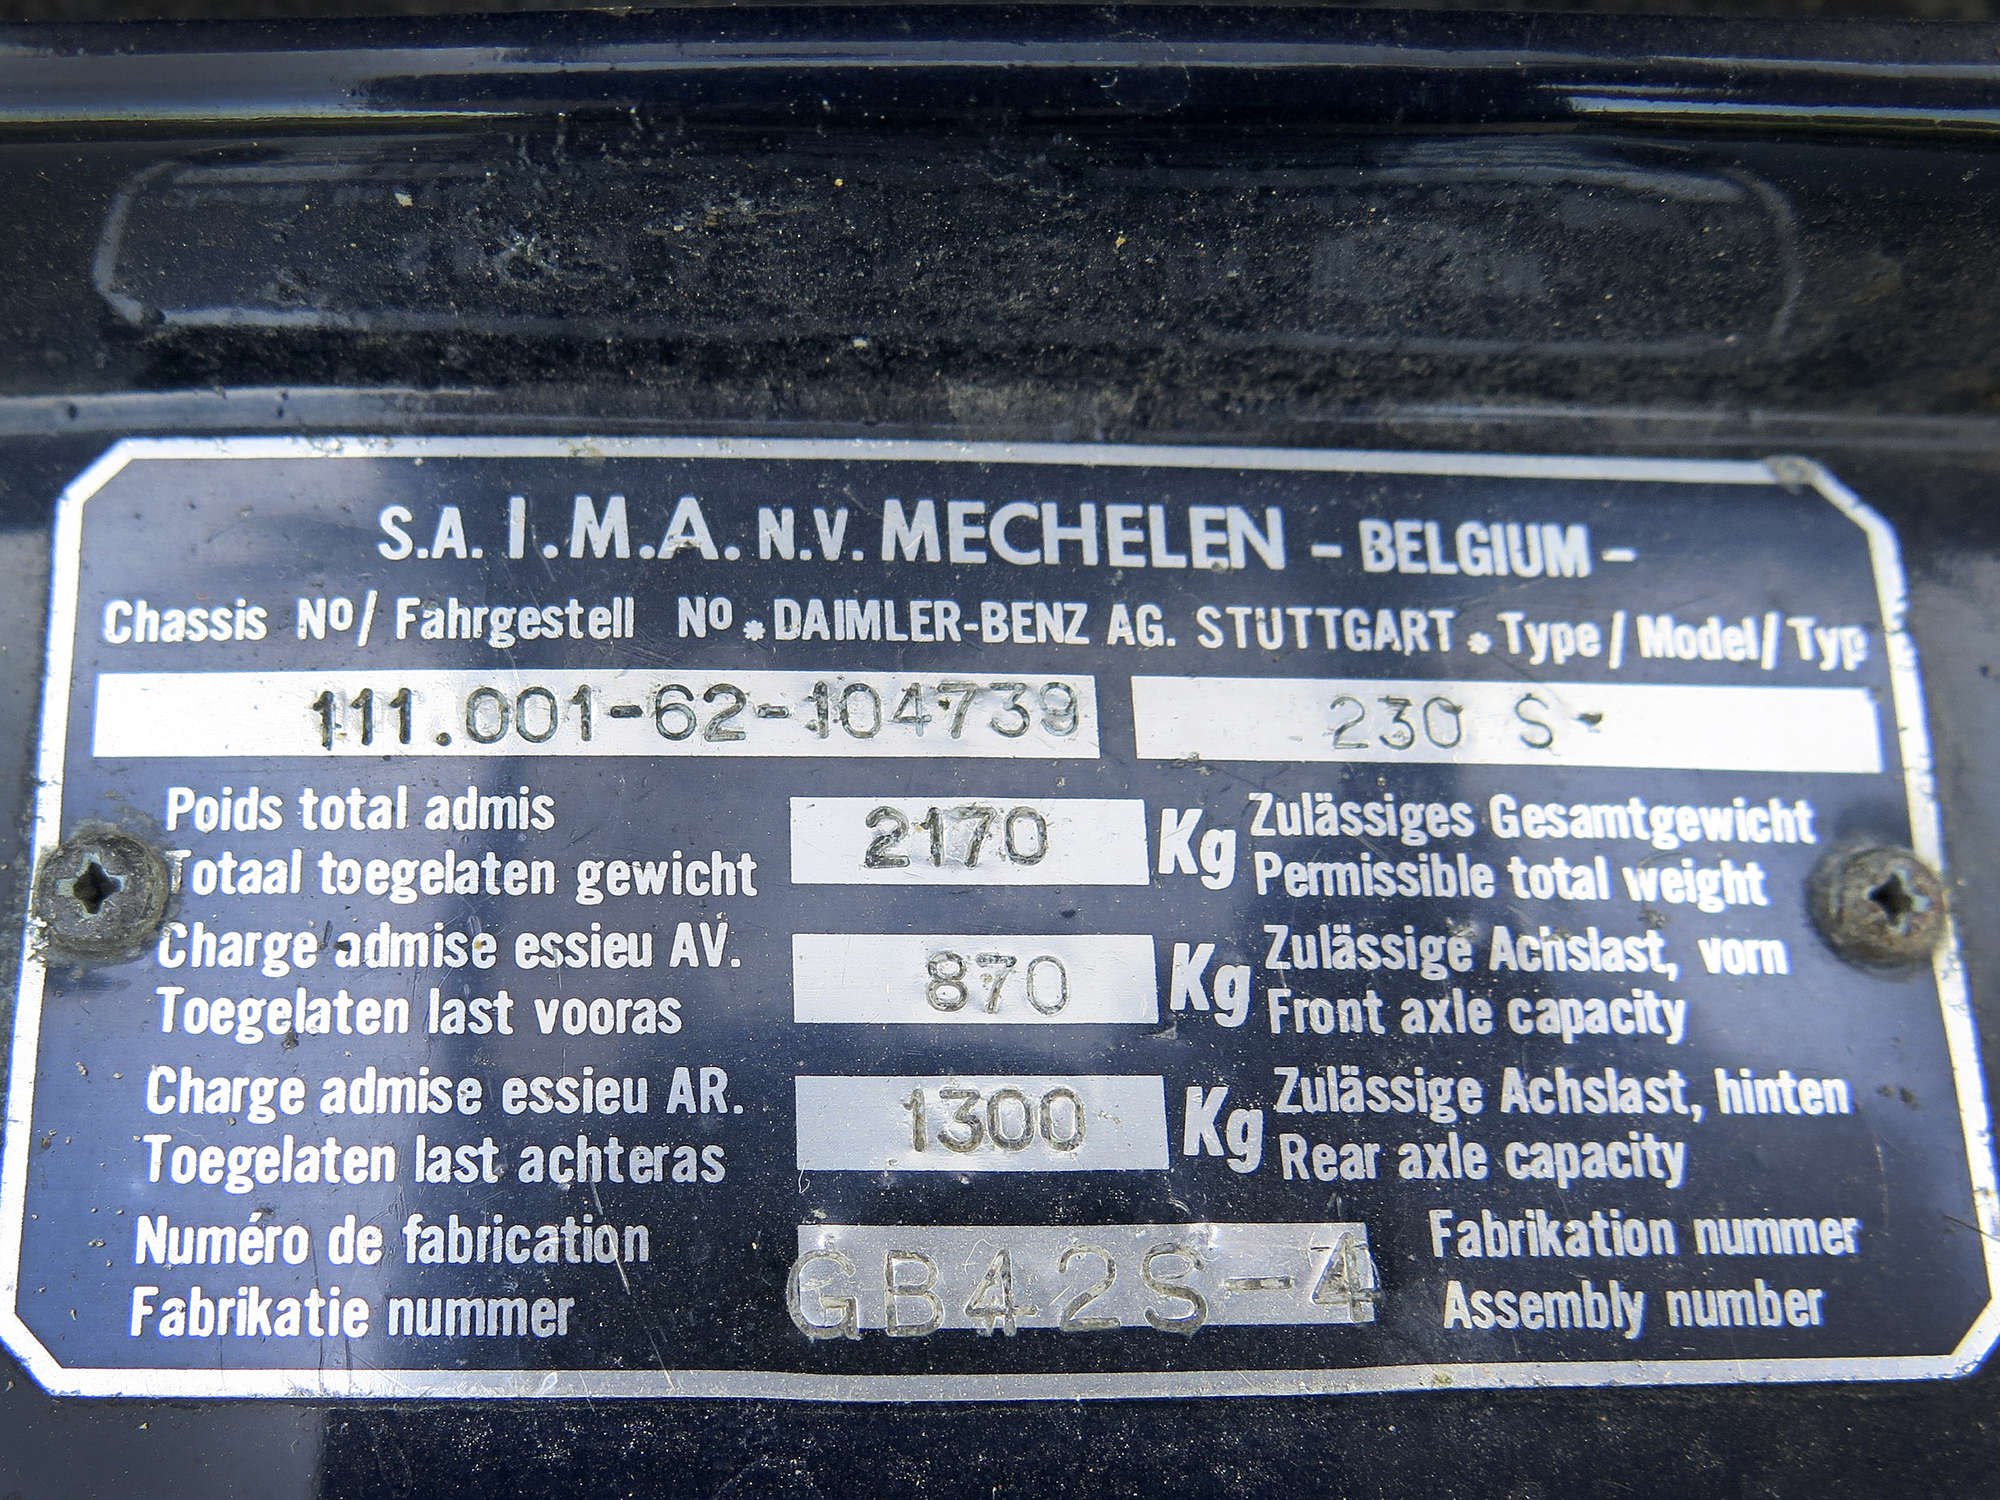 S.A. I.M.A. N.V. MECHELEN - BELGIUM -
Chassis Nº/ Fahrgestell Nº * DAIMLER-BENZ AG. STUTTGART * Type / Model / Typ
111.001-62-104739 230 S-
Poids total admis
Totaal toegelaten gewicht
2170 Kg
Zulässiges Gesamtgewicht
Permissible total weight
Charge admise essieu AV.
Toegelaten last vooras
870 Kg
Zulässige Achslast, vorn
Front axle capacity
Charge admise essieu AR.
Toegelaten last achteras
1300 Kg
Zulässige Achslast, hinten
Rear axle capacity
Numéro de fabrication
Fabrikatie nummer
GB42S-4
Fabrikation nummer
Assembly number